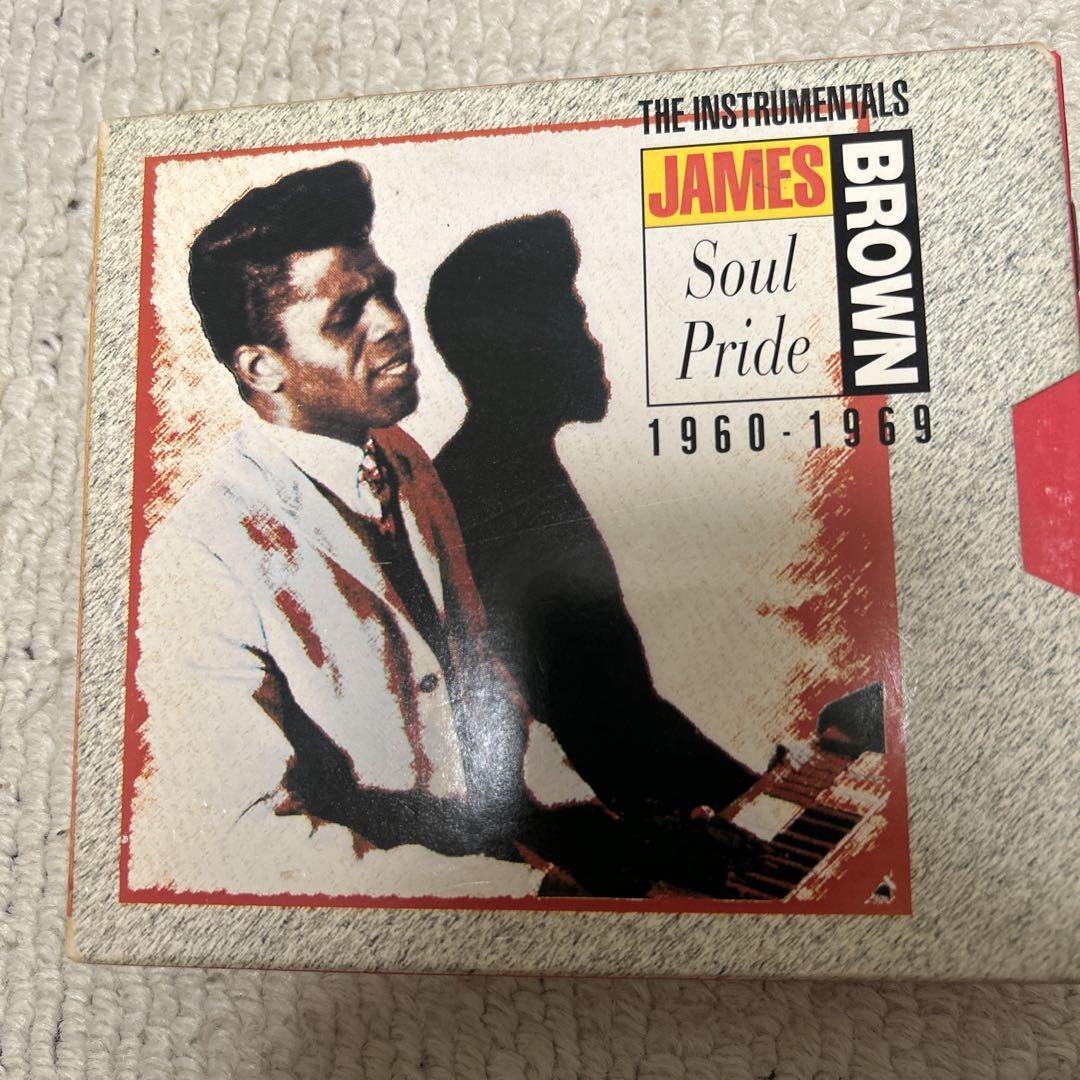 THE INSTRUMENTALS
JAMES
BROWN
Soul
Pride
1960-1969